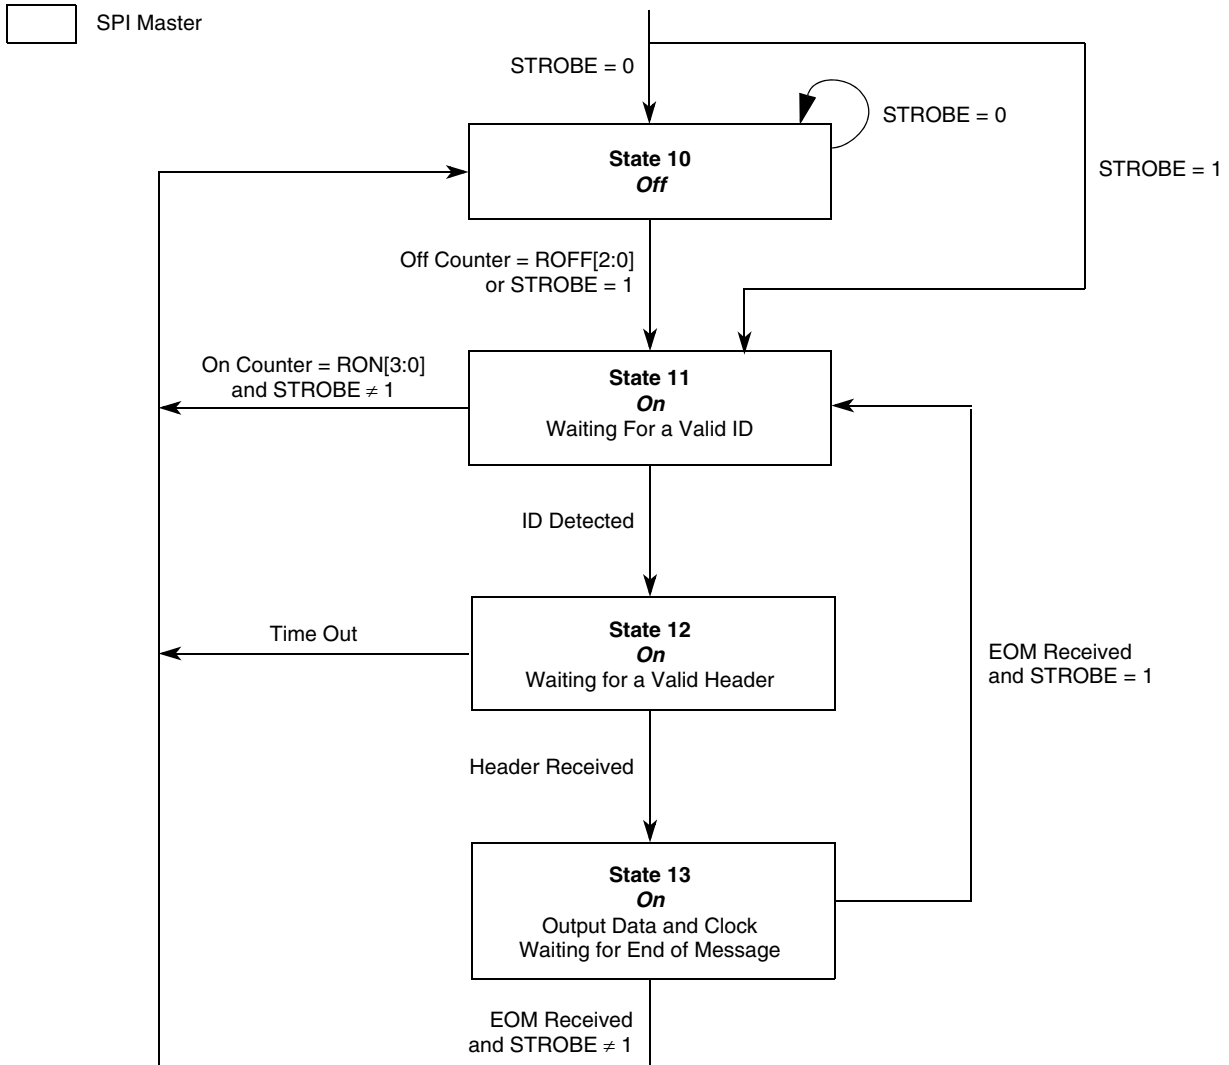 SPI Master
STROBE = 0
STROBE = 0
STROBE = 1
State 10
Off
Off Counter = ROFF[2:0]
or STROBE = 1
On Counter = RON[3:0]
and STROBE ≠ 1
State 11
On
Waiting For a Valid ID
ID Detected
Time Out
State 12
On
Waiting for a Valid Header
EOM Received
and STROBE = 1
Header Received
State 13
On
Output Data and Clock
Waiting for End of Message
EOM Received
and STROBE ≠ 1